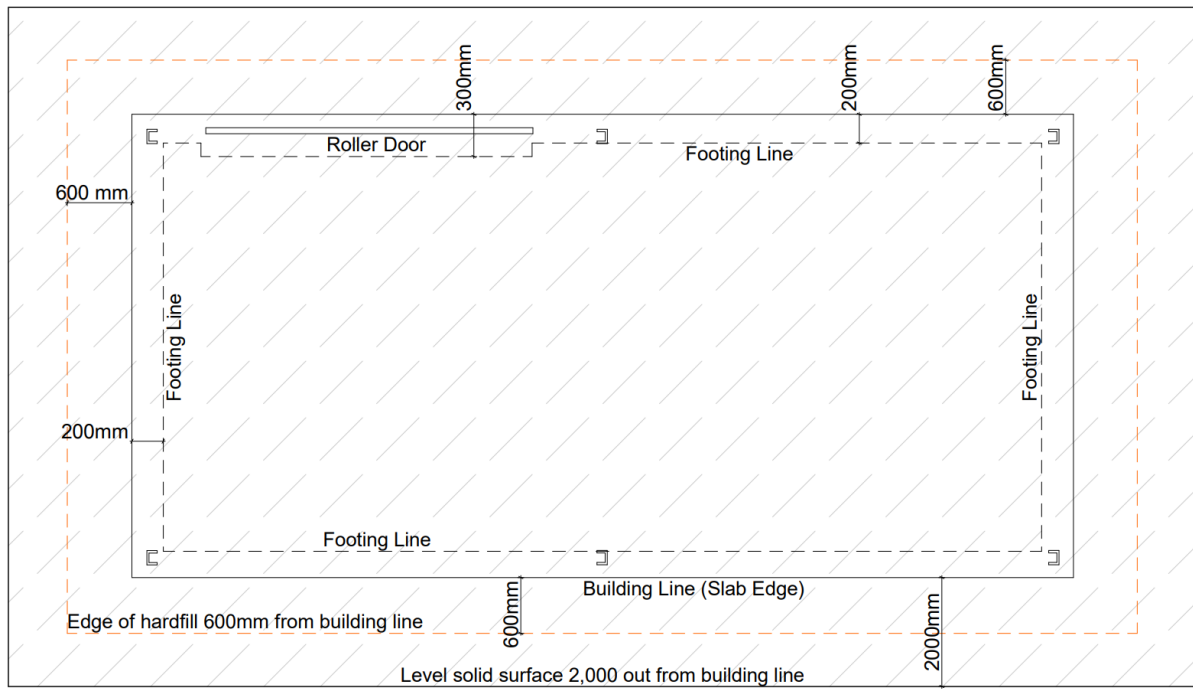 300mm
200mm
600mm
Roller Door
Footing Line
600 mm
Footing Line
Footing Line
200mm
Footing Line
Building Line (Slab Edge)
600mm
2000mm
Edge of hardfill 600mm from building line
Level solid surface 2,000 out from building line